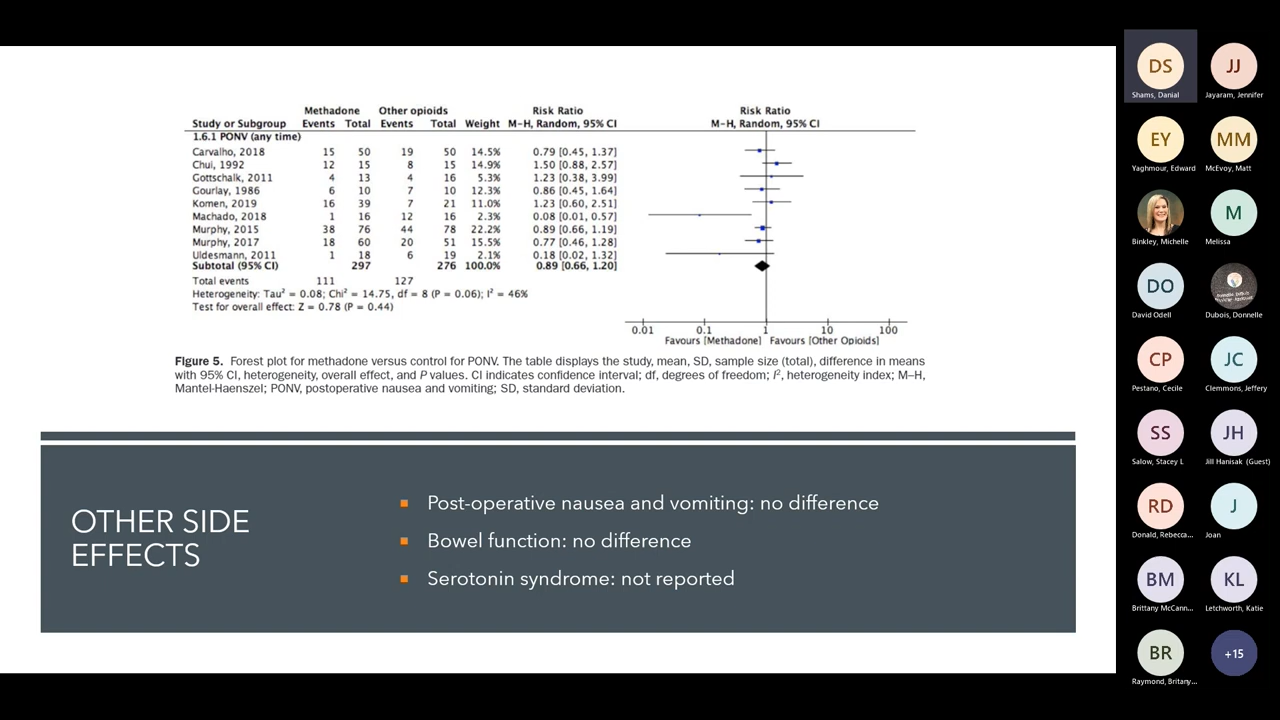 Methadone Other opioids Risk Ratio Risk Ratio
Study or Subgroup Events Total Events Total Weight M-H, Random, 95% CI M-H, Random, 95% CI
1.6.1 PONV (any time)
Carvalho, 2018 15 50 19 50 14.5% 0.79 [0.45, 1.37]
Chui, 1992 12 15 8 15 14.9% 1.50 [0.88, 2.57]
Gottschalk, 2011 4 13 4 16 5.3% 1.23 [0.38, 3.99]
Gourlay, 1986 6 10 7 10 12.3% 0.86 [0.45, 1.64]
Komen, 2019 16 39 7 21 11.0% 1.23 [0.60, 2.51]
Machado, 2018 1 16 12 16 2.3% 0.08 [0.01, 0.57]
Murphy, 2015 38 76 44 78 22.2% 0.89 [0.66, 1.19]
Murphy, 2017 18 60 20 51 15.5% 0.77 [0.46, 1.28]
Uldesmann, 2011 1 18 6 19 2.1% 0.18 [0.02, 1.32]
Subtotal (95% CI) 297 276 100.0% 0.89 [0.66, 1.20]
Total events 111 127
Heterogeneity: Tau² = 0.08; Chi² = 14.75, df = 8 (P = 0.06); I² = 46%
Test for overall effect: Z = 0.78 (P = 0.44)
0.01 0.1 1 10 100
Favours [Methadone] Favours [Other Opioids]
Figure 5. Forest plot for methadone versus control for PONV. The table displays the study, mean, SD, sample size (total), difference in means
with 95% CI, heterogeneity, overall effect, and P values. CI indicates confidence interval; df, degrees of freedom; I², heterogeneity index; M–H,
Mantel-Haenszel; PONV, postoperative nausea and vomiting; SD, standard deviation.
OTHER SIDE
EFFECTS
Post-operative nausea and vomiting: no difference
Bowel function: no difference
Serotonin syndrome: not reported
DS JJ
Shams, Danial Jayaram, Jennifer
EY MM
Yaghmour, Edward McEvoy, Matt
M
Binkley, Michelle Melissa
DO
David Odell Dubois, Donnelle
CP JC
Pestano, Cecile Clemmons, Jeffery
SS JH
Salow, Stacey L Jill Hanisak (Guest)
RD J
Donald, Rebecca... Joan
BM KL
Brittany McCann... Letchworth, Katie
BR +15
Raymond, Britany...